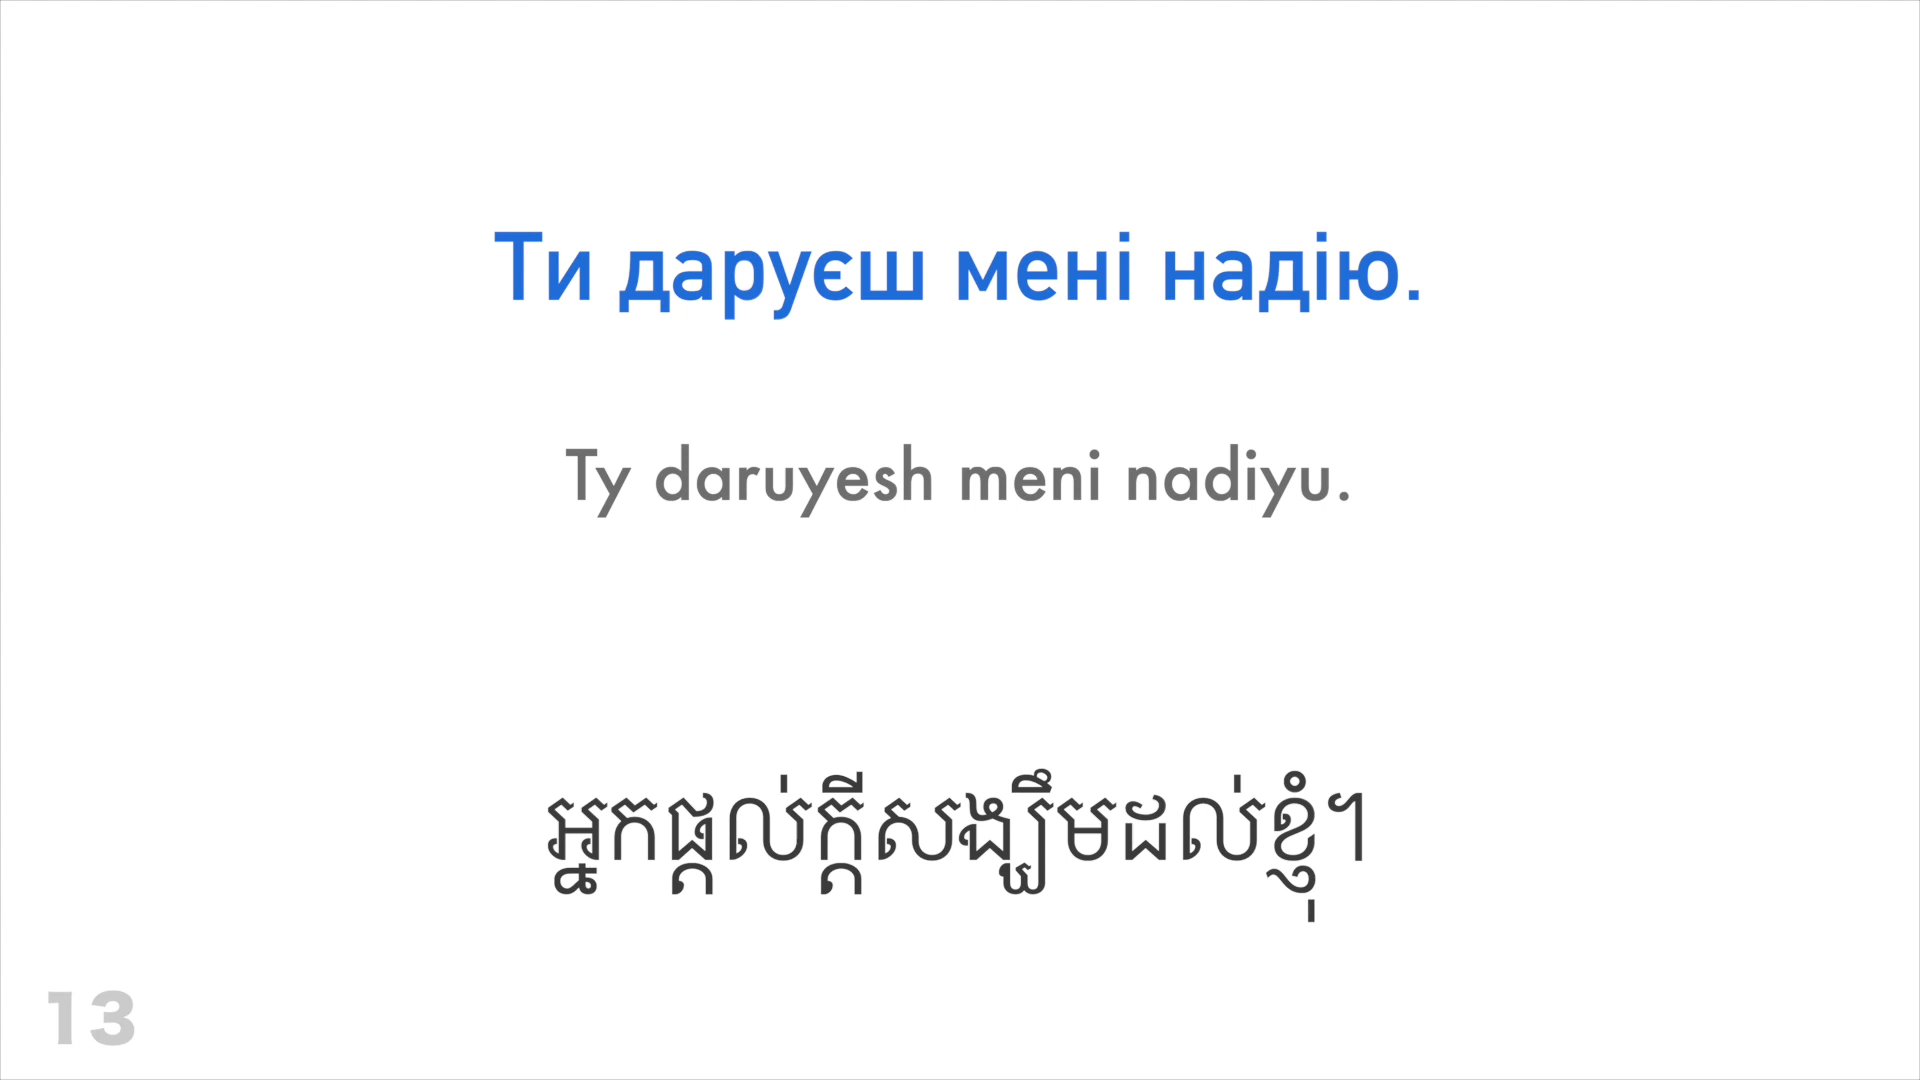 Ти даруєш мені надію.
Ty daruyesh meni nadiyu.
អ្នកផ្តល់ក្តីសង្ឃឹមដល់ខ្ញុំ។
13